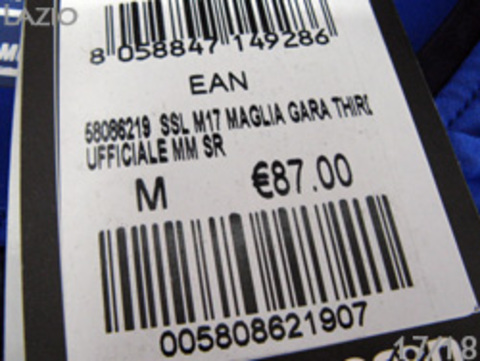 LAZIO
8 058847 149286
EAN
58086219 SSL M17 MAGLIA GARA THIRD
UFFICIALE MM SR
M €87.00
005808621907
17/18